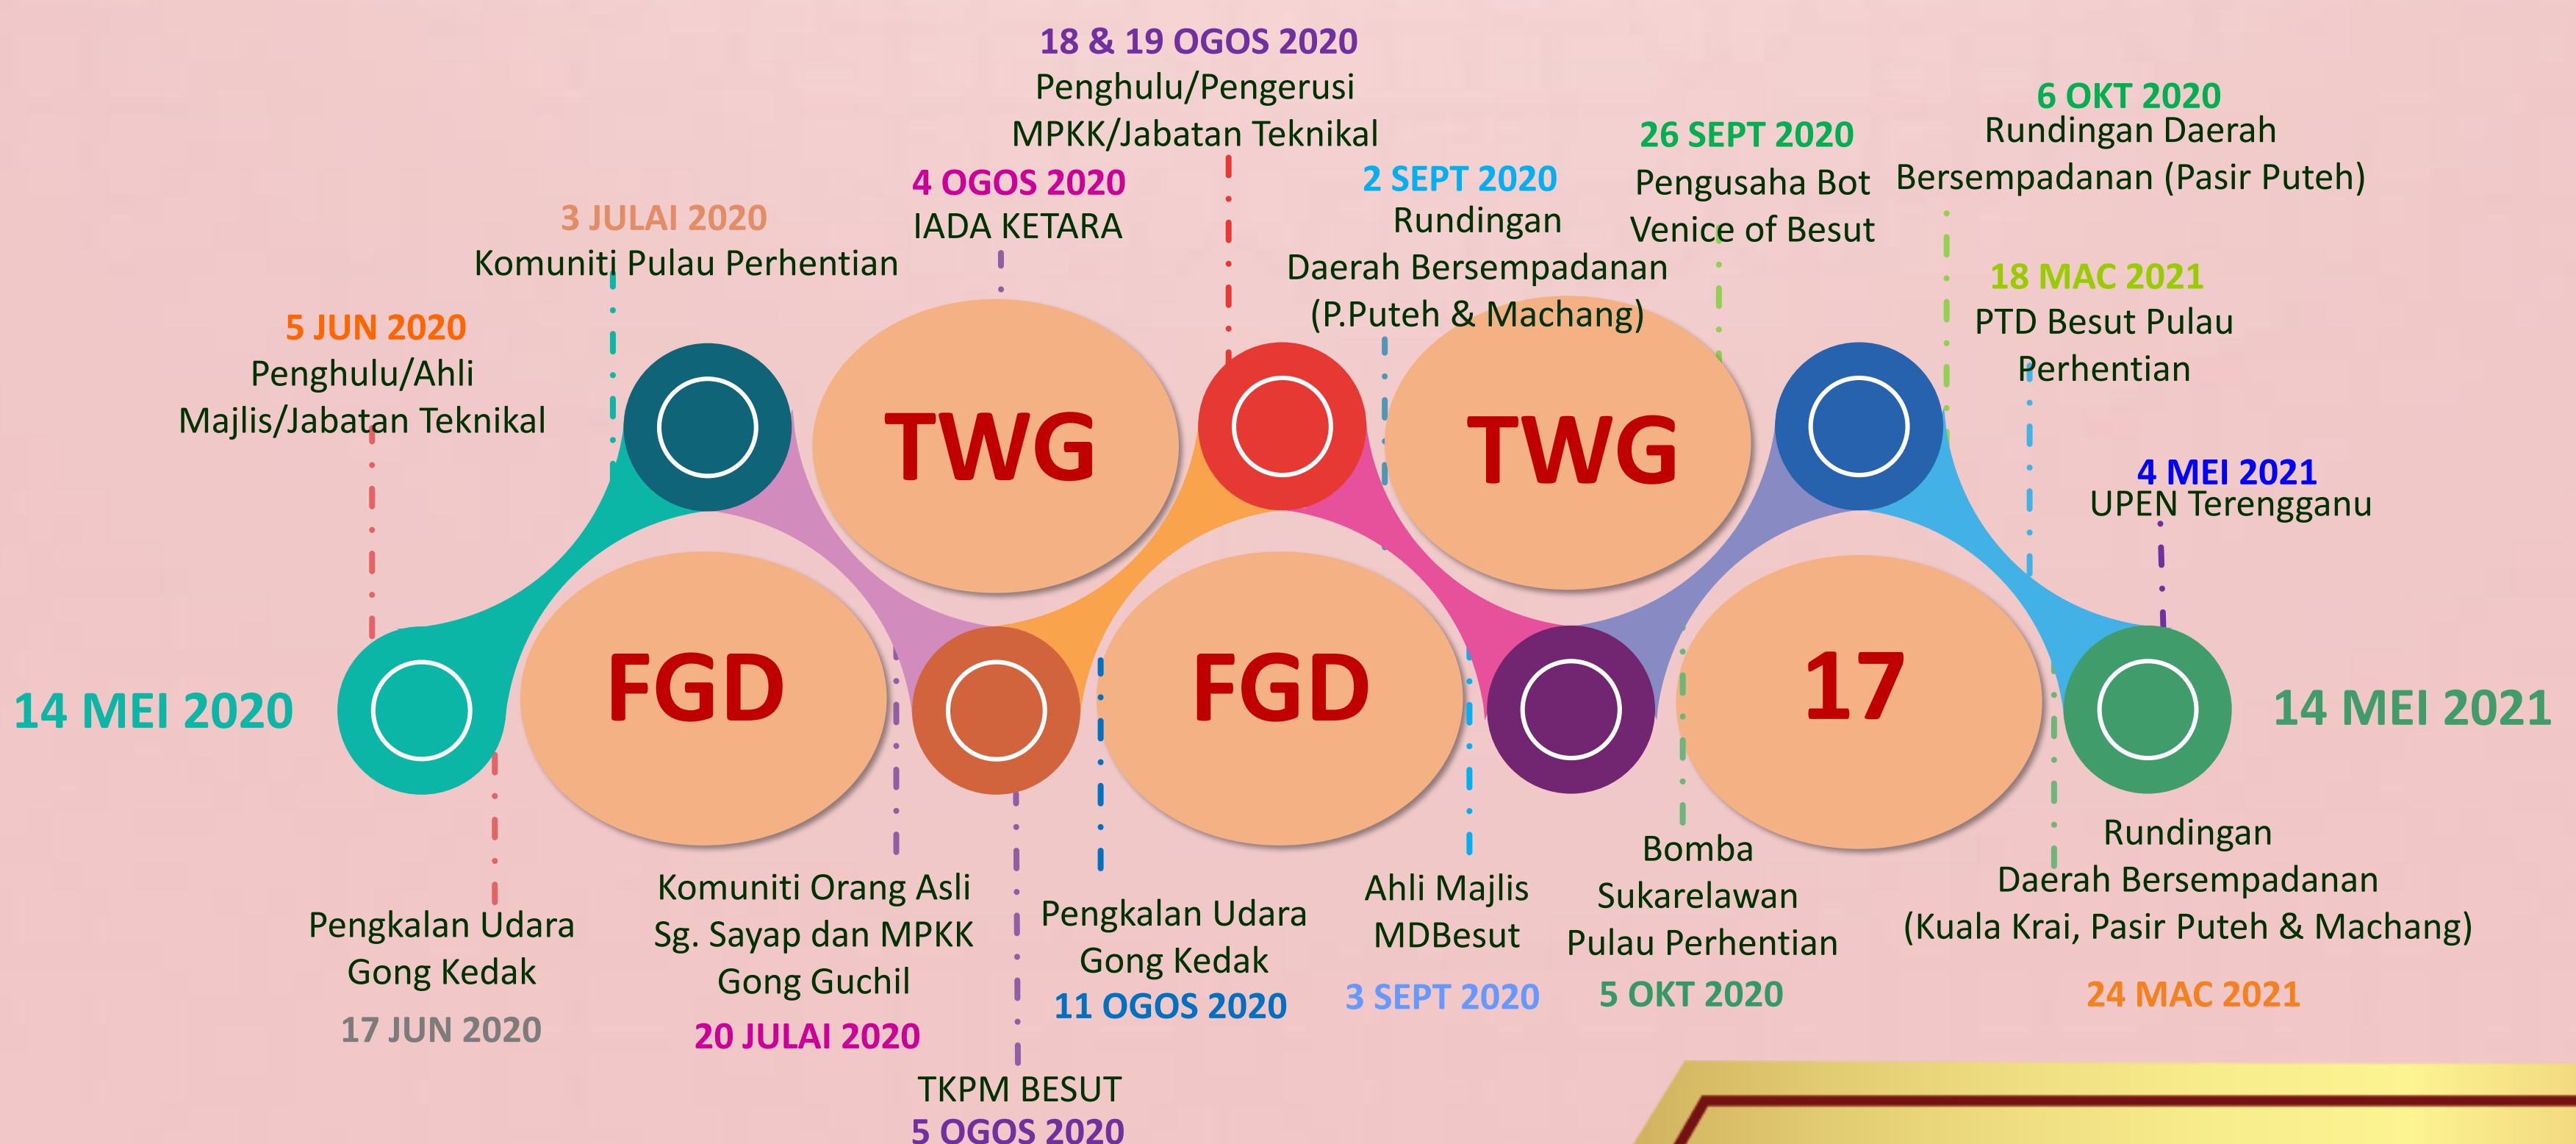 18 & 19 OGOS 2020
Penghulu/Pengerusi
MPKK/Jabatan Teknikal
6 OKT 2020
Rundingan Daerah
Bersempadanan (Pasir Puteh)
26 SEPT 2020
Pengusaha Bot
Venice of Besut
4 OGOS 2020
IADA KETARA
2 SEPT 2020
Rundingan
Daerah Bersempadanan
(P.Puteh & Machang)
3 JULAI 2020
Komuniti Pulau Perhentian
18 MAC 2021
PTD Besut Pulau
Perhentian
5 JUN 2020
Penghulu/Ahli
Majlis/Jabatan Teknikal
4 MEI 2021
UPEN Terengganu
TWG
TWG
14 MEI 2020
FGD
FGD
17
14 MEI 2021
Pengkalan Udara
Gong Kedak
17 JUN 2020
Komuniti Orang Asli
Sg. Sayap dan MPKK
Gong Guchil
20 JULAI 2020
TKPM BESUT
5 OGOS 2020
Pengkalan Udara
Gong Kedak
11 OGOS 2020
Ahli Majlis
MDBesut
3 SEPT 2020
Bomba
Sukarelawan
Pulau Perhentian
5 OKT 2020
Rundingan
Daerah Bersempadanan
(Kuala Krai, Pasir Puteh & Machang)
24 MAC 2021